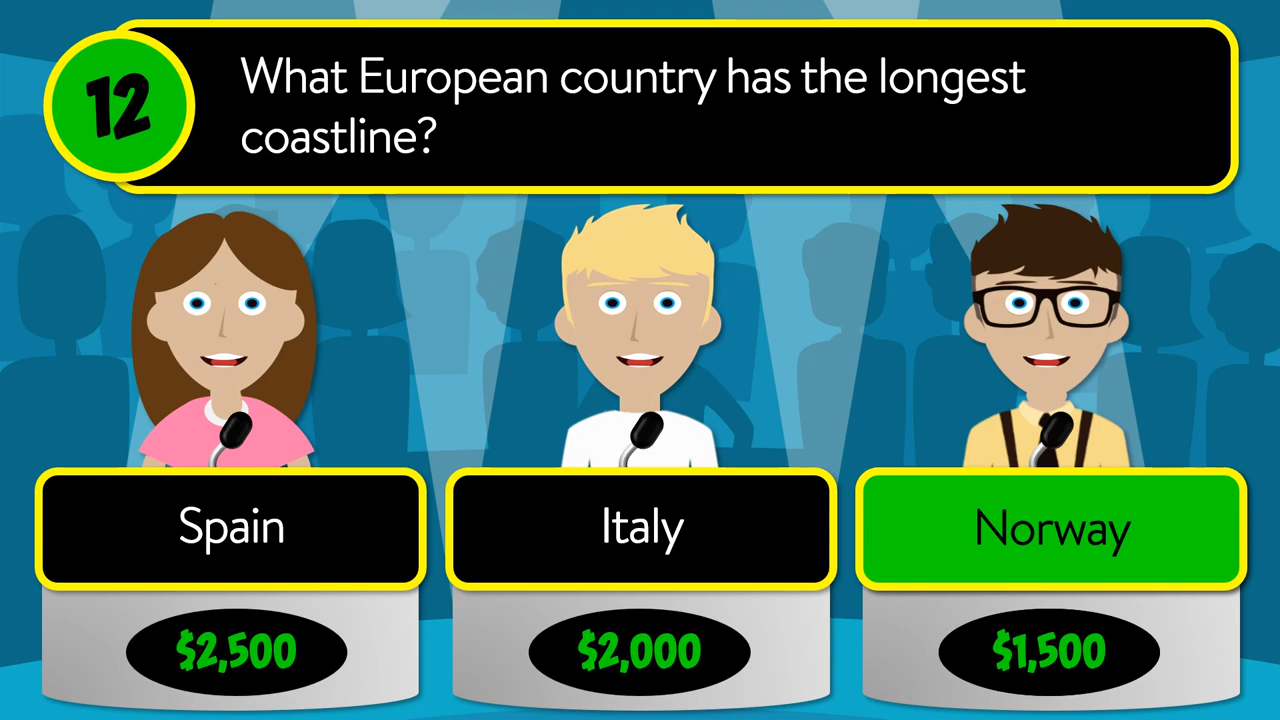 12
What European country has the longest
coastline?
Spain
Italy
Norway
$2,500
$2,000
$1,500